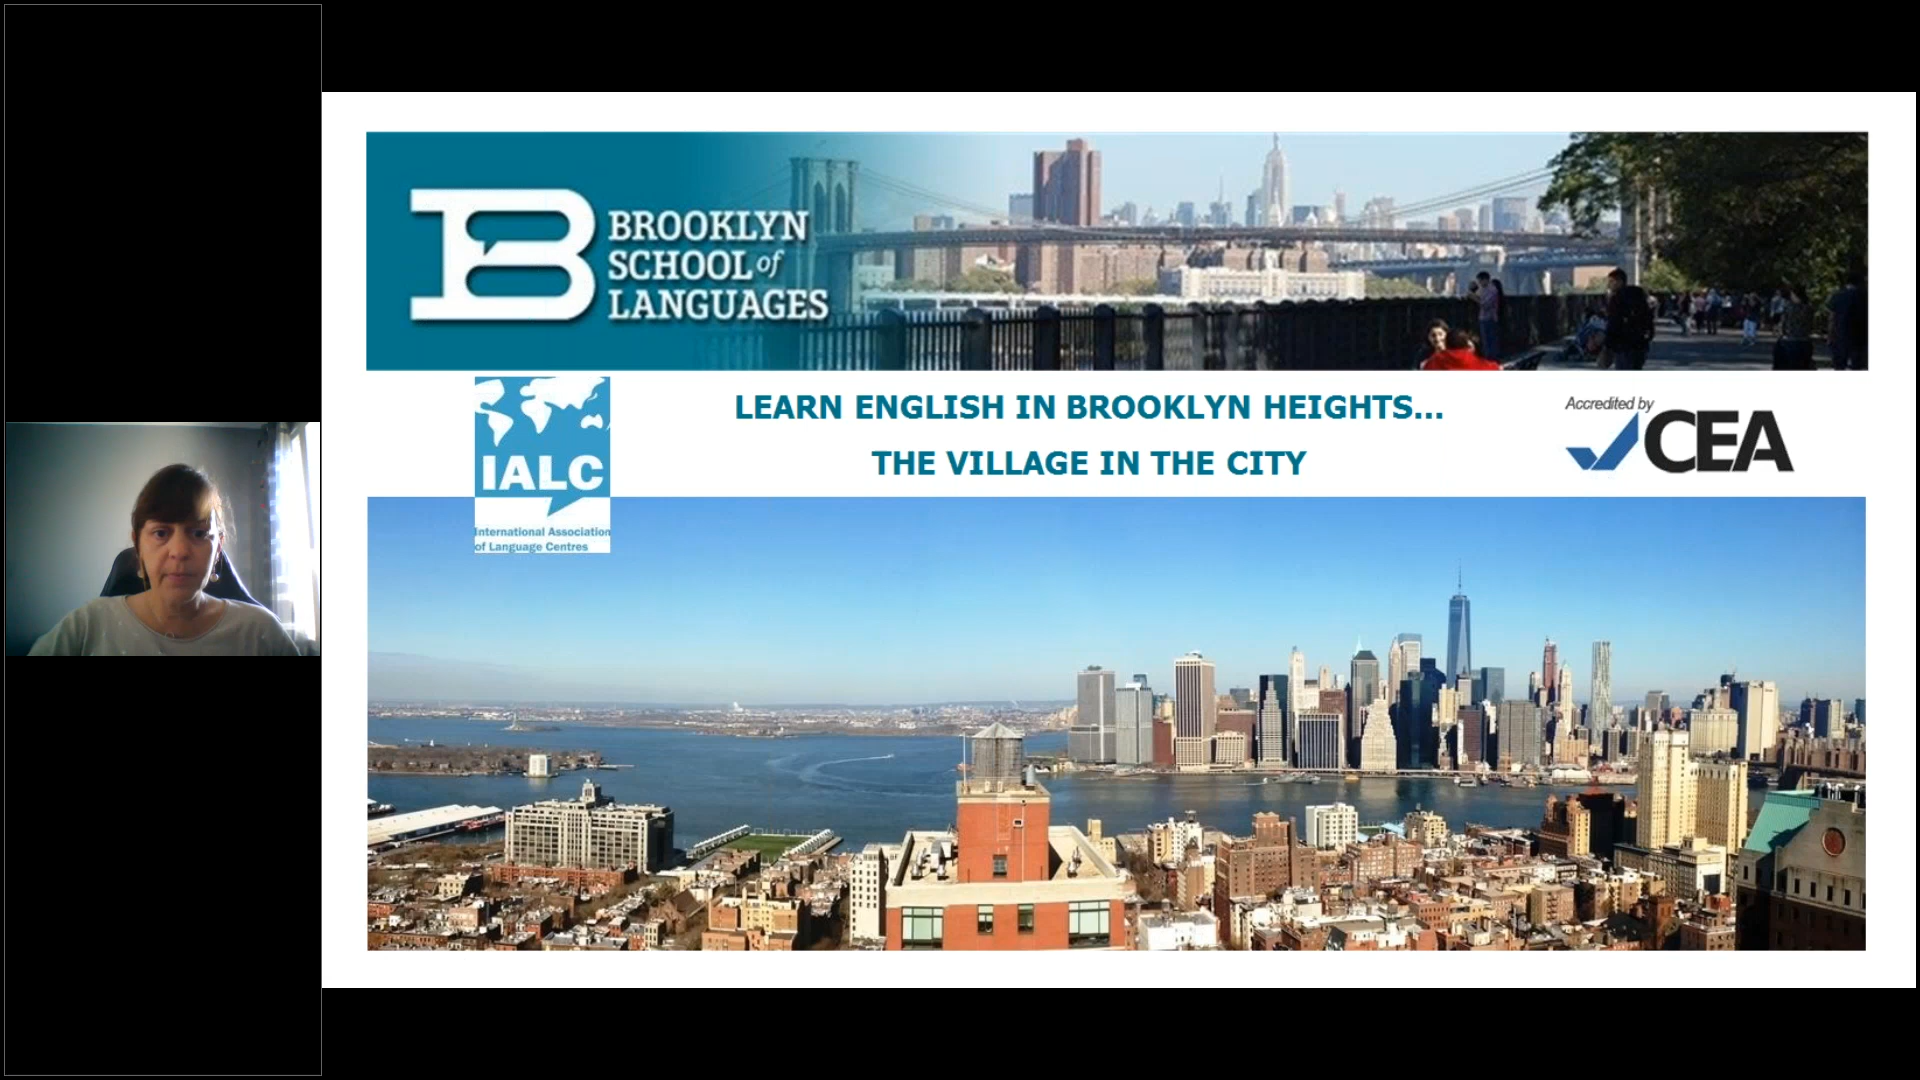 BROOKLYN
SCHOOL of
LANGUAGES
IALC
International Association
of Language Centres
LEARN ENGLISH IN BROOKLYN HEIGHTS...
THE VILLAGE IN THE CITY
Accredited by
CEA